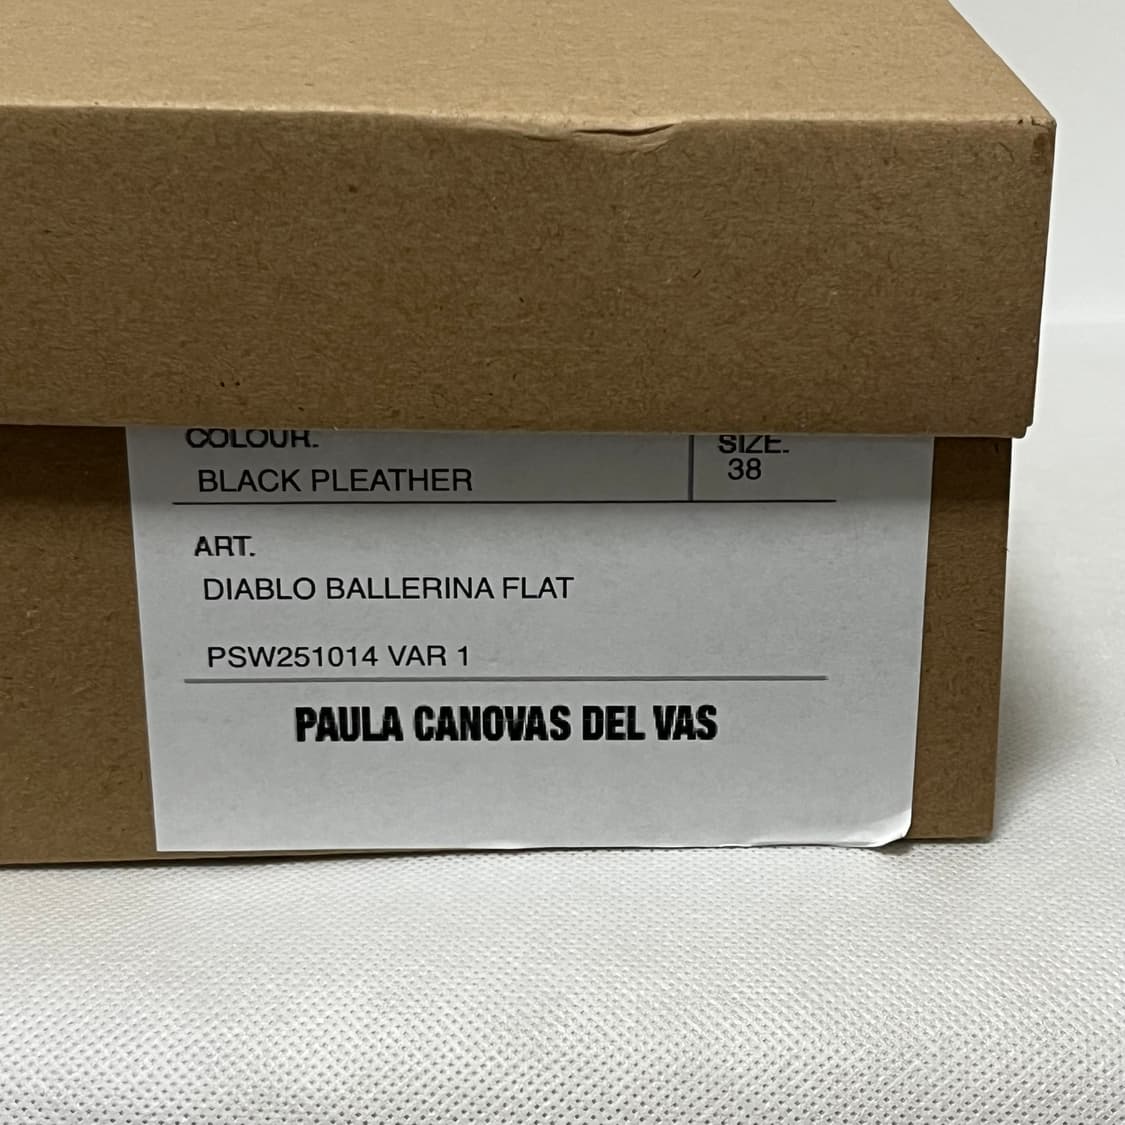 COLOUR.
SIZE.
BLACK PLEATHER
38
ART.
DIABLO BALLERINA FLAT
PSW251014 VAR 1
PAULA CANOVAS DEL VAS